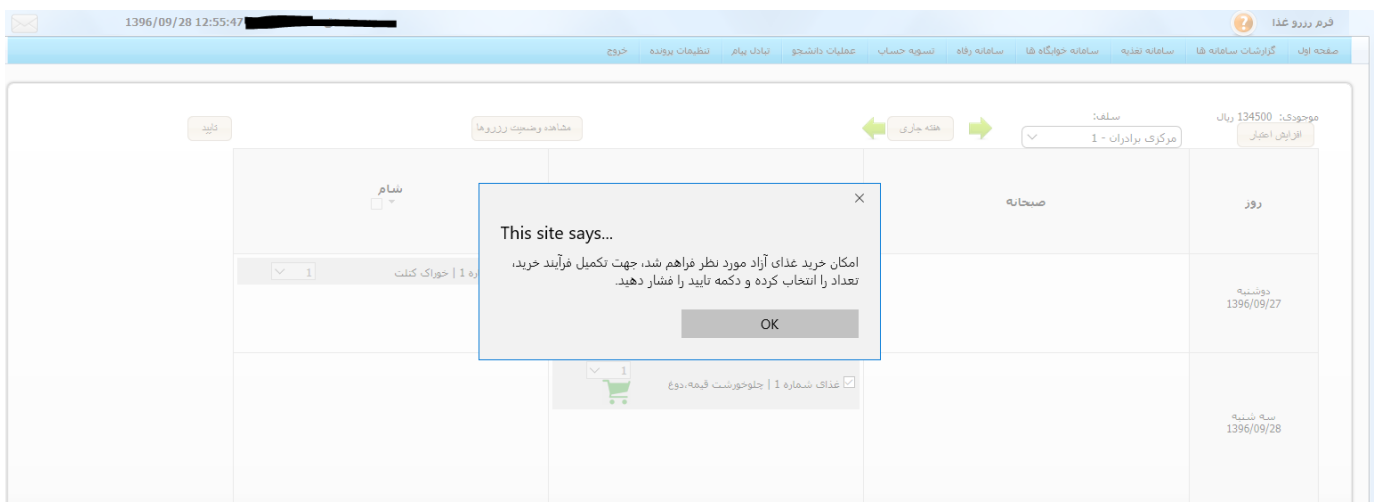 فرم رزرو غذا
1396/09/28 12:55:47
صفحه اول گزارشات سامانه ها سامانه تغذیه سامانه خوابگاه ها سامانه رفاه تسویه حساب عملیات دانشجو تبادل پیام تنظیمات پرونده خروج
موجودی: 134500 ریال
افزایش اعتبار
سلف:
مرکزی برادران - 1
هفته جاری
مشاهده وضعیت رزروها
تایید
روز
صبحانه
شام
This site says...
امکان خرید غذای آزاد مورد نظر فراهم شد، جهت تکمیل فرآیند خرید،
تعداد را انتخاب کرده و دکمه تایید را فشار دهید.
OK
دوشنبه
1396/09/27
1 | خوراک کتلت
1
سه شنبه
1396/09/28
غذای شماره 1 | چلوخورشت قیمه،دوغ
1